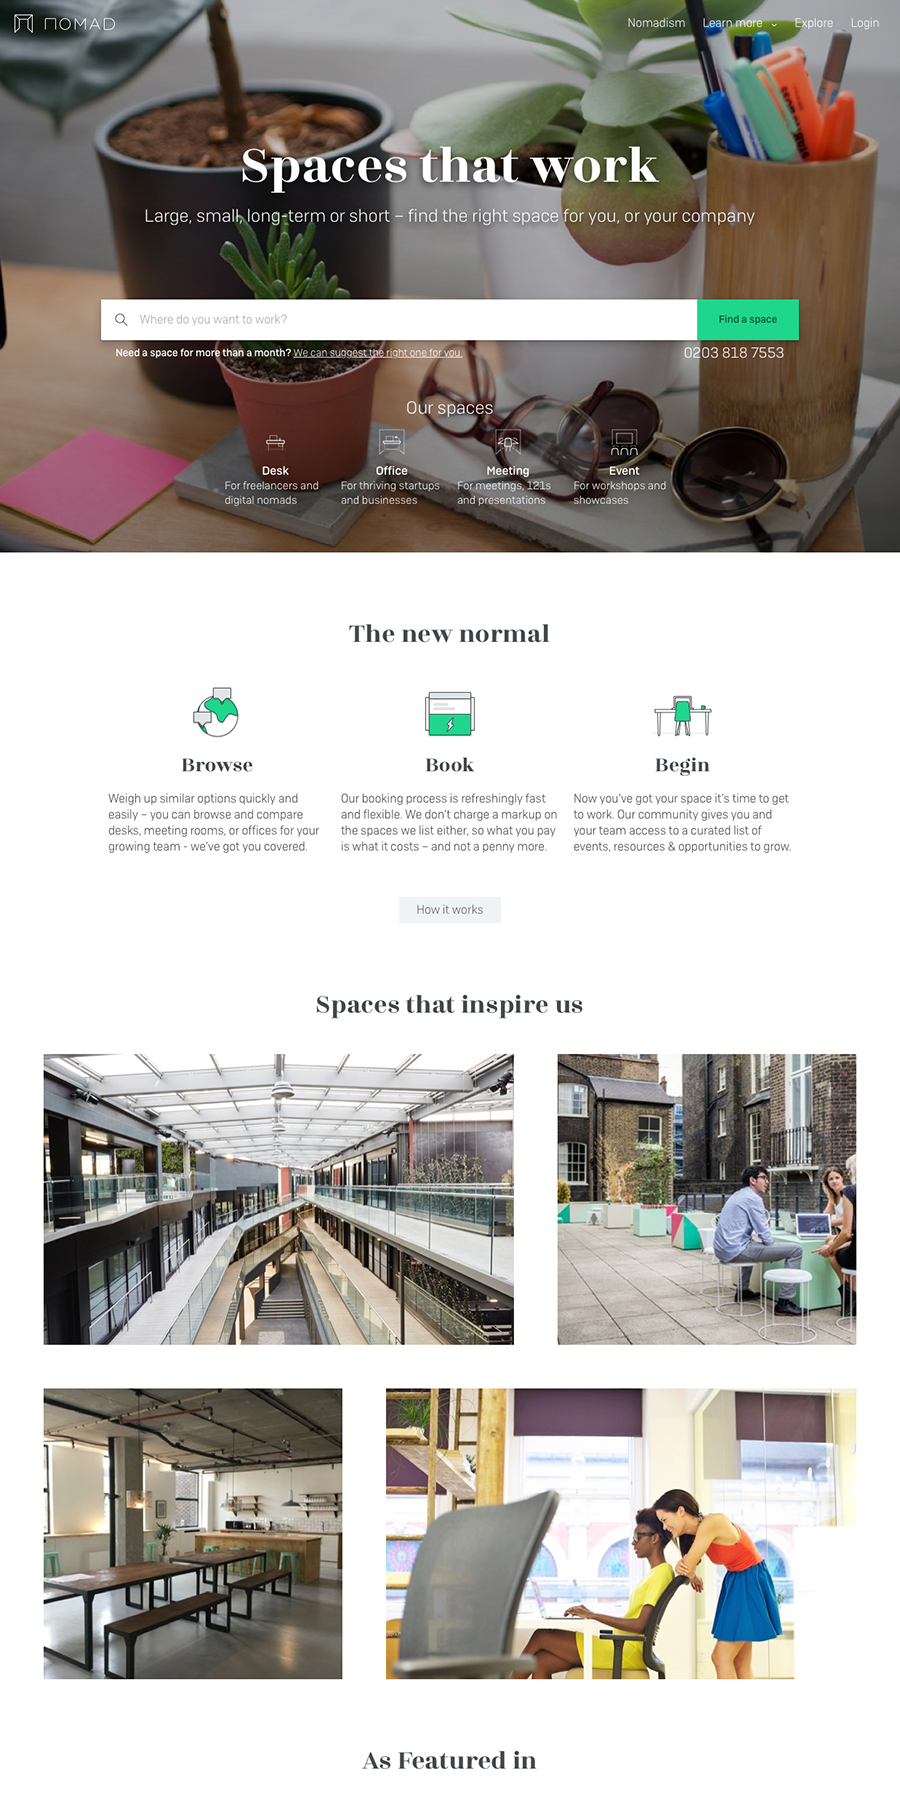 NOMAD
Nomadism Learn more Explore Login
Spaces that work
Large, small, long-term or short – find the right space for you, or your company
Where do you want to work?
Find a space
Need a space for more than a month? We can suggest the right one for you.
0203 818 7553
Our spaces
Desk
For freelancers and
digital nomads
Office
For thriving startups
and businesses
Meeting
For meetings, 121s
and presentations
Event
For workshops and
showcases
The new normal
Browse
Weigh up similar options quickly and
easily – you can browse and compare
desks, meeting rooms, or offices for your
growing team - we've got you covered.
Book
Our booking process is refreshingly fast
and flexible. We don't charge a markup on
the spaces we list either, so what you pay
is what it costs – and not a penny more.
Begin
Now you've got your space it's time to get
to work. Our community gives you and
your team access to a curated list of
events, resources & opportunities to grow.
How it works
Spaces that inspire us
As Featured in